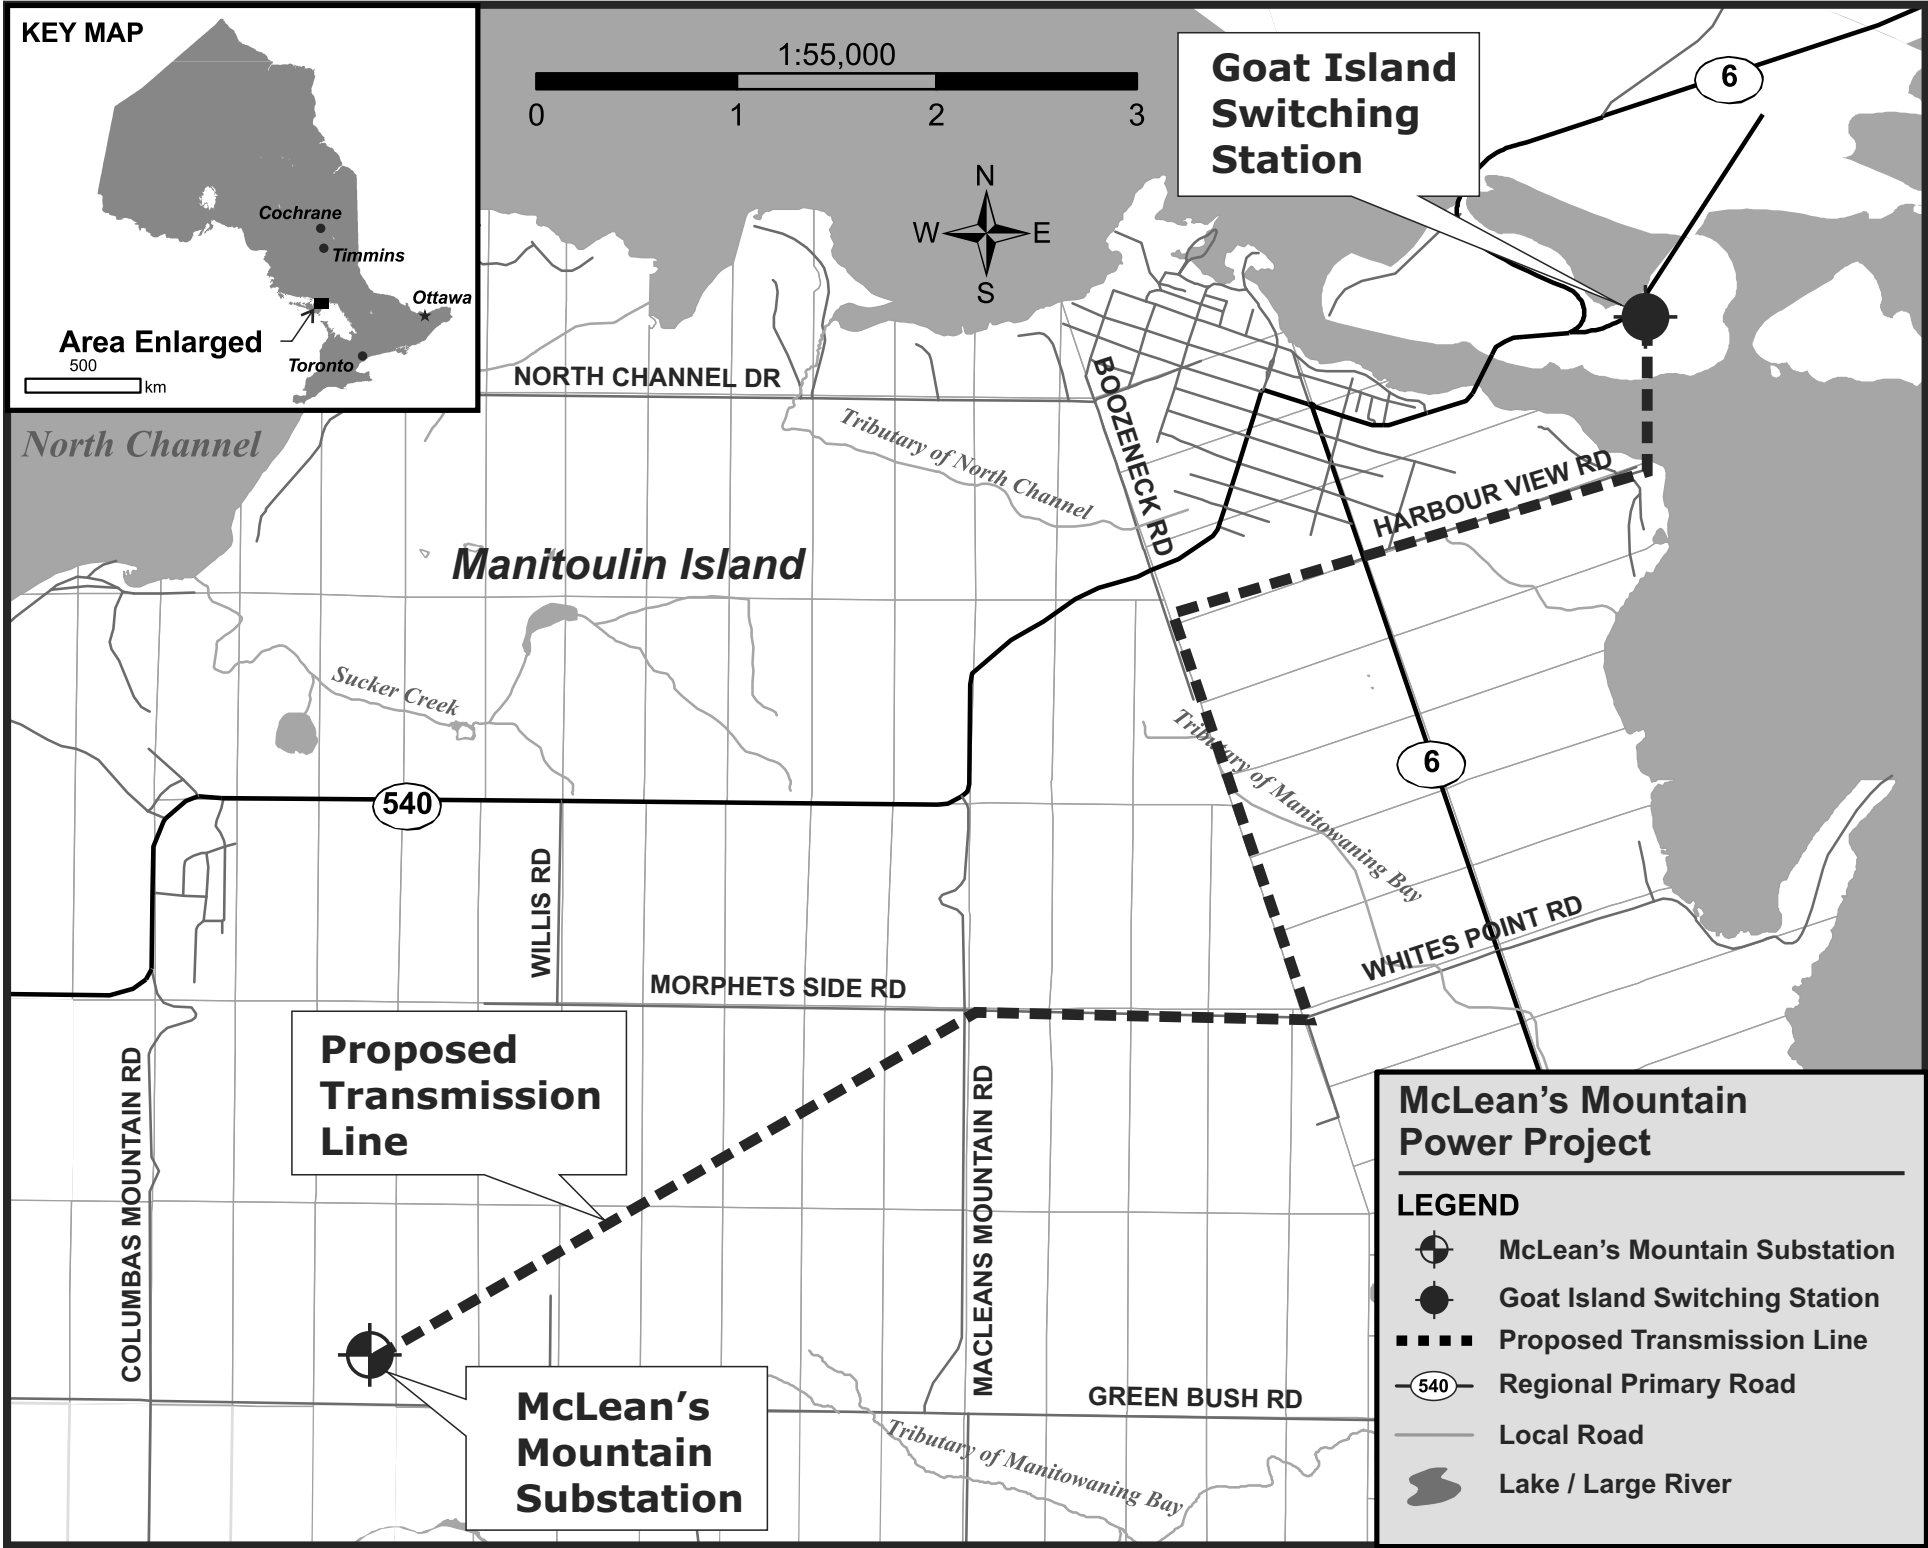 KEY MAP
Cochrane
Timmins
Ottawa
Area Enlarged
Toronto
500
km
1:55,000
0 1 2 3
N
W E
S
Goat Island
Switching
Station
6
North Channel
NORTH CHANNEL DR
BOOZENECK RD
Tributary of North Channel
HARBOUR VIEW RD
Manitoulin Island
Sucker Creek
Tributary of Manitowaning Bay
6
540
WILLIS RD
WHITES POINT RD
MORPHETS SIDE RD
Proposed
Transmission
Line
COLUMBAS MOUNTAIN RD
MACLEANS MOUNTAIN RD
McLean's
Mountain
Substation
GREEN BUSH RD
Tributary of Manitowaning Bay
McLean's Mountain
Power Project
LEGEND
McLean's Mountain Substation
Goat Island Switching Station
Proposed Transmission Line
540 Regional Primary Road
Local Road
Lake / Large River